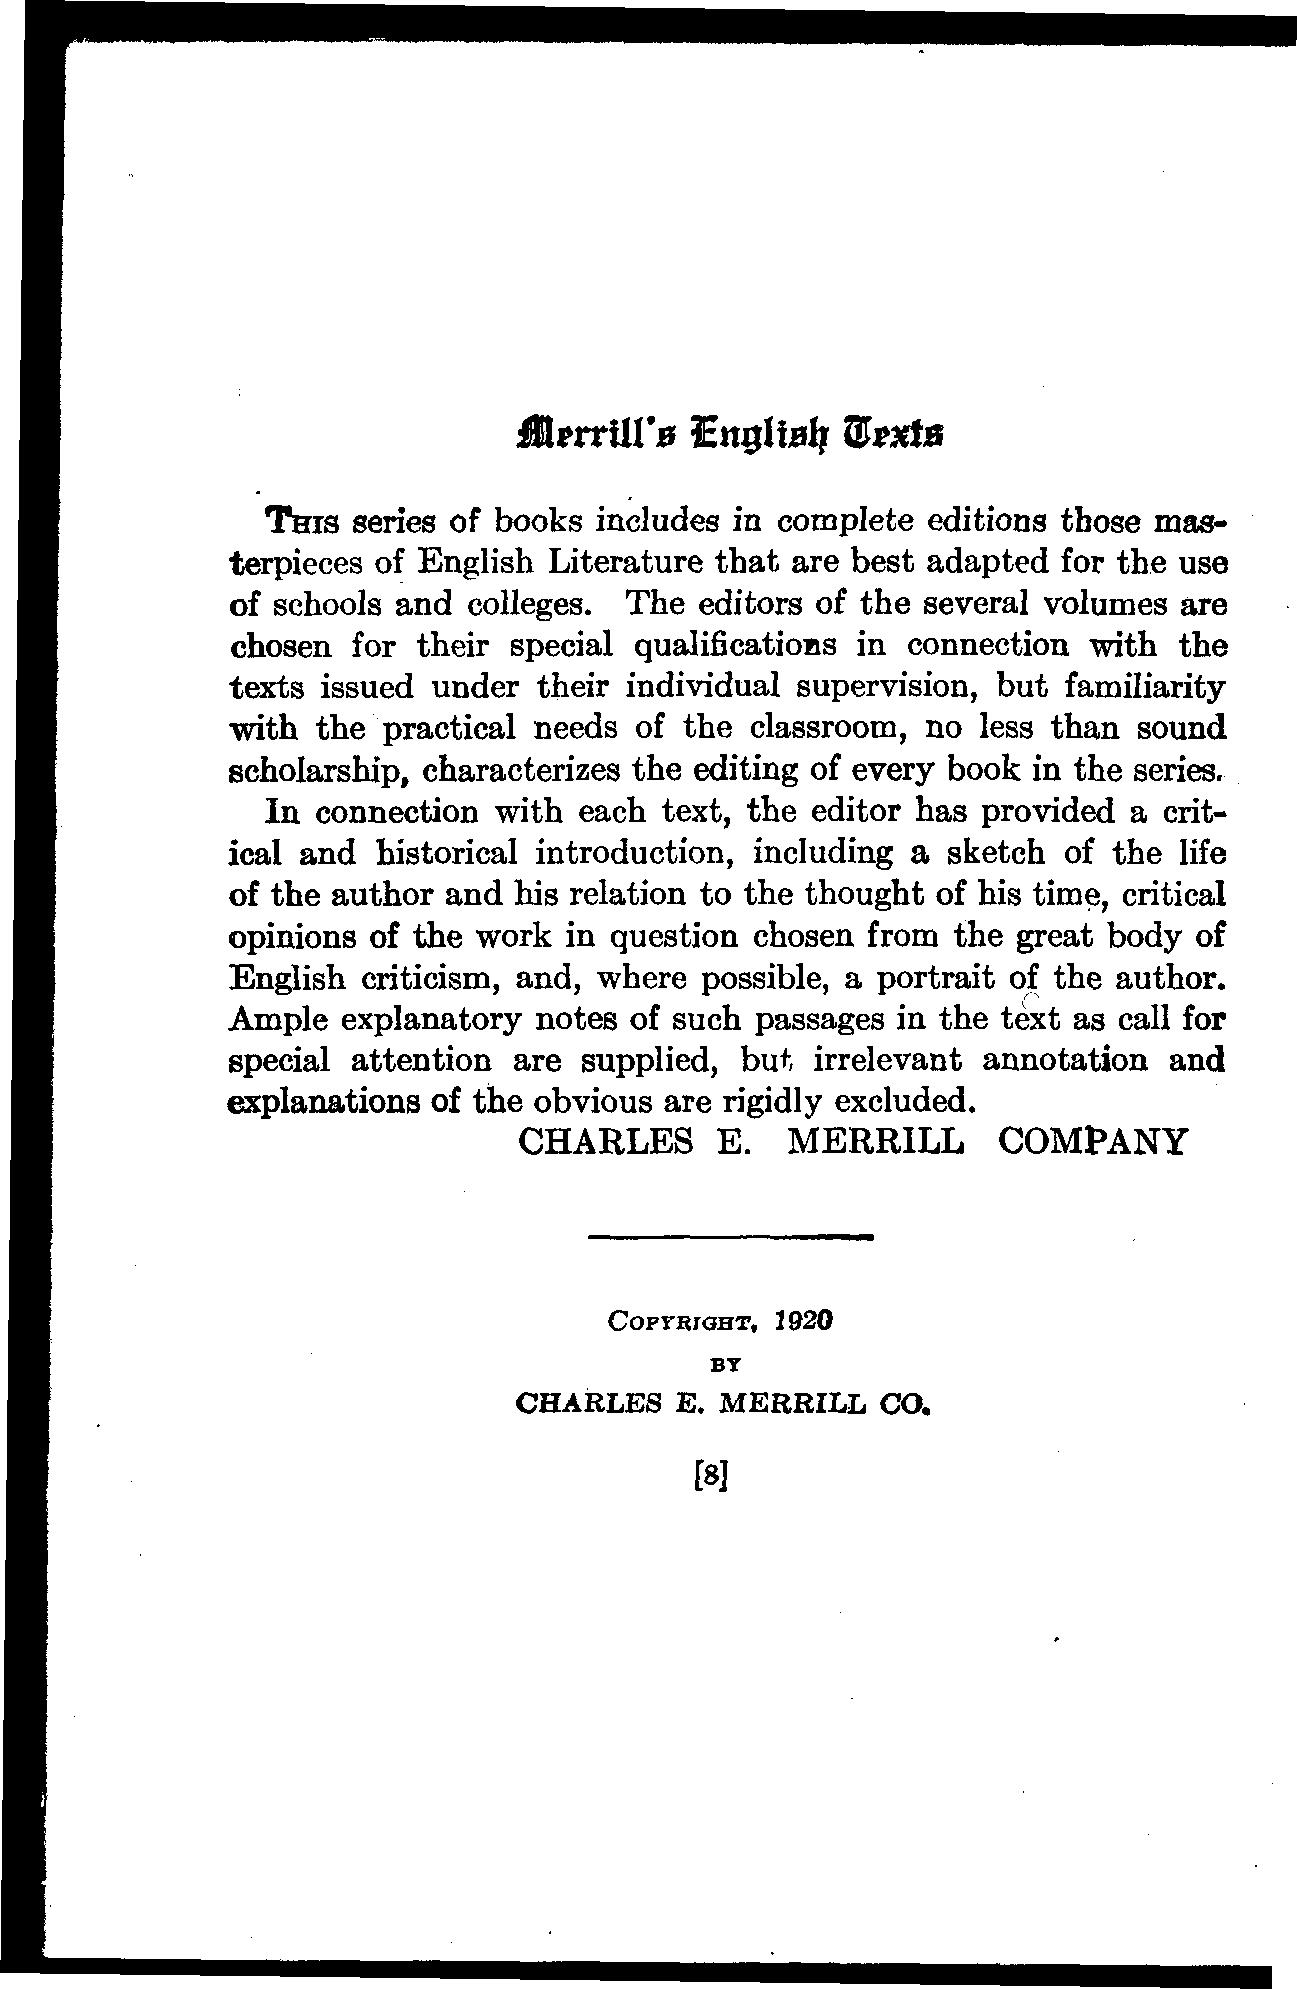 Merrill's English Texts
THIS series of books includes in complete editions those mas-
terpieces of English Literature that are best adapted for the use
of schools and colleges. The editors of the several volumes are
chosen for their special qualifications in connection with the
texts issued under their individual supervision, but familiarity
with the practical needs of the classroom, no less than sound
scholarship, characterizes the editing of every book in the series.
In connection with each text, the editor has provided a crit-
ical and historical introduction, including a sketch of the life
of the author and his relation to the thought of his time, critical
opinions of the work in question chosen from the great body of
English criticism, and, where possible, a portrait of the author.
Ample explanatory notes of such passages in the text as call for
special attention are supplied, but irrelevant annotation and
explanations of the obvious are rigidly excluded.
CHARLES E. MERRILL COMPANY
COPYRIGHT, 1920
BY
CHARLES E. MERRILL CO.
[8]